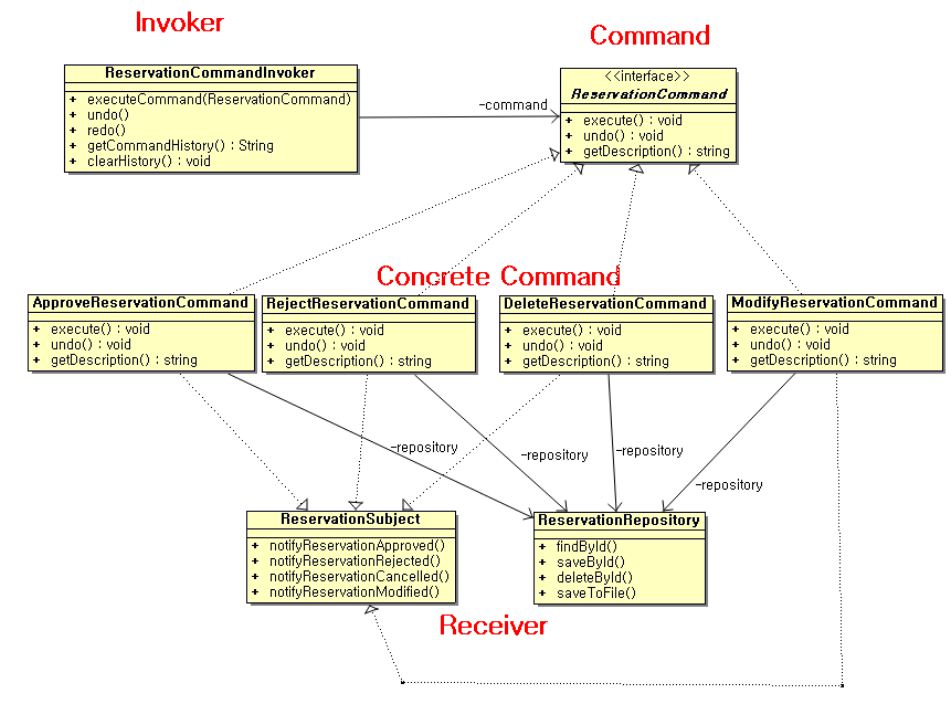 Invoker
Command
ReservationCommandInvoker
+ executeCommand(ReservationCommand)
+ undo()
+ redo()
+ getCommandHistory() : String
+ clearHistory() : void
-command
<<interface>>
ReservationCommand
+ execute() : void
+ undo() : void
+ getDescription() : string
Concrete Command
ApproveReservationCommand
+ execute() : void
+ undo() : void
+ getDescription() : string
RejectReservationCommand
+ execute() : void
+ undo() : void
+ getDescription() : string
DeleteReservationCommand
+ execute() : void
+ undo() : void
+ getDescription() : string
ModifyReservationCommand
+ execute() : void
+ undo() : void
+ getDescription() : string
-repository
-repository
-repository
-repository
ReservationSubject
+ notifyReservationApproved()
+ notifyReservationRejected()
+ notifyReservationCancelled()
+ notifyReservationModified()
ReservationRepository
+ findById()
+ saveById()
+ deleteById()
+ saveToFile()
Receiver